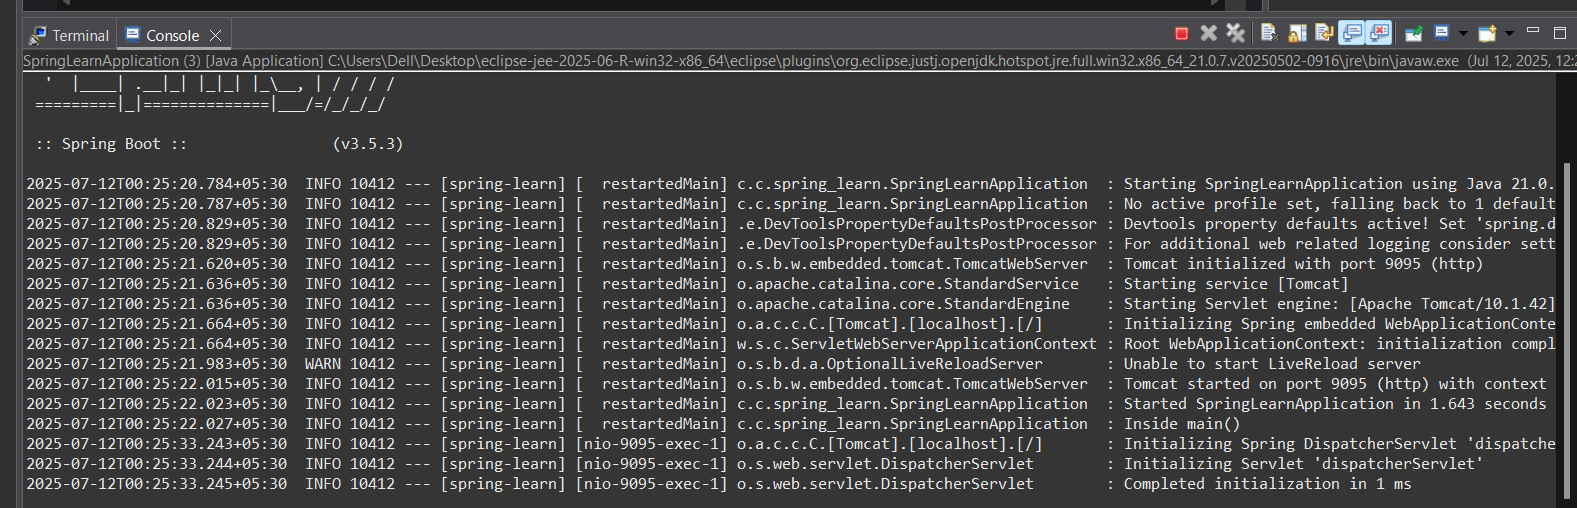 Terminal Console
SpringLearnApplication (3) [Java Application] C:\Users\Dell\Desktop\eclipse-jee-2025-06-R-win32-x86_64\eclipse\plugins\org.eclipse.justj.openjdk.hotspot.jre.full.win32.x86_64_21.0.7.v20250502-0916\jre\bin\javaw.exe (Jul 12, 2025, 12:2
'  |____| .__|_| |_|_| |_\__, | / / / /
=========|_|==============|___/=/_/_/_/
:: Spring Boot ::                (v3.5.3)
2025-07-12T00:25:20.784+05:30  INFO 10412 --- [spring-learn] [  restartedMain] c.c.spring_learn.SpringLearnApplication  : Starting SpringLearnApplication using Java 21.0.
2025-07-12T00:25:20.787+05:30  INFO 10412 --- [spring-learn] [  restartedMain] c.c.spring_learn.SpringLearnApplication  : No active profile set, falling back to 1 default
2025-07-12T00:25:20.829+05:30  INFO 10412 --- [spring-learn] [  restartedMain] .e.DevToolsPropertyDefaultsPostProcessor : Devtools property defaults active! Set 'spring.d
2025-07-12T00:25:20.829+05:30  INFO 10412 --- [spring-learn] [  restartedMain] .e.DevToolsPropertyDefaultsPostProcessor : For additional web related logging consider sett
2025-07-12T00:25:21.620+05:30  INFO 10412 --- [spring-learn] [  restartedMain] o.s.b.w.embedded.tomcat.TomcatWebServer  : Tomcat initialized with port 9095 (http)
2025-07-12T00:25:21.636+05:30  INFO 10412 --- [spring-learn] [  restartedMain] o.apache.catalina.core.StandardService   : Starting service [Tomcat]
2025-07-12T00:25:21.636+05:30  INFO 10412 --- [spring-learn] [  restartedMain] o.apache.catalina.core.StandardEngine    : Starting Servlet engine: [Apache Tomcat/10.1.42]
2025-07-12T00:25:21.664+05:30  INFO 10412 --- [spring-learn] [  restartedMain] o.a.c.c.C.[Tomcat].[localhost].[/]       : Initializing Spring embedded WebApplicationConte
2025-07-12T00:25:21.664+05:30  INFO 10412 --- [spring-learn] [  restartedMain] w.s.c.ServletWebServerApplicationContext : Root WebApplicationContext: initialization compl
2025-07-12T00:25:21.983+05:30  WARN 10412 --- [spring-learn] [  restartedMain] o.s.b.d.a.OptionalLiveReloadServer       : Unable to start LiveReload server
2025-07-12T00:25:22.015+05:30  INFO 10412 --- [spring-learn] [  restartedMain] o.s.b.w.embedded.tomcat.TomcatWebServer  : Tomcat started on port 9095 (http) with context
2025-07-12T00:25:22.023+05:30  INFO 10412 --- [spring-learn] [  restartedMain] c.c.spring_learn.SpringLearnApplication  : Started SpringLearnApplication in 1.643 seconds
2025-07-12T00:25:22.027+05:30  INFO 10412 --- [spring-learn] [  restartedMain] c.c.spring_learn.SpringLearnApplication  : Inside main()
2025-07-12T00:25:33.243+05:30  INFO 10412 --- [spring-learn] [nio-9095-exec-1] o.a.c.c.C.[Tomcat].[localhost].[/]       : Initializing Spring DispatcherServlet 'dispatche
2025-07-12T00:25:33.244+05:30  INFO 10412 --- [spring-learn] [nio-9095-exec-1] o.s.web.servlet.DispatcherServlet        : Initializing Servlet 'dispatcherServlet'
2025-07-12T00:25:33.245+05:30  INFO 10412 --- [spring-learn] [nio-9095-exec-1] o.s.web.servlet.DispatcherServlet        : Completed initialization in 1 ms